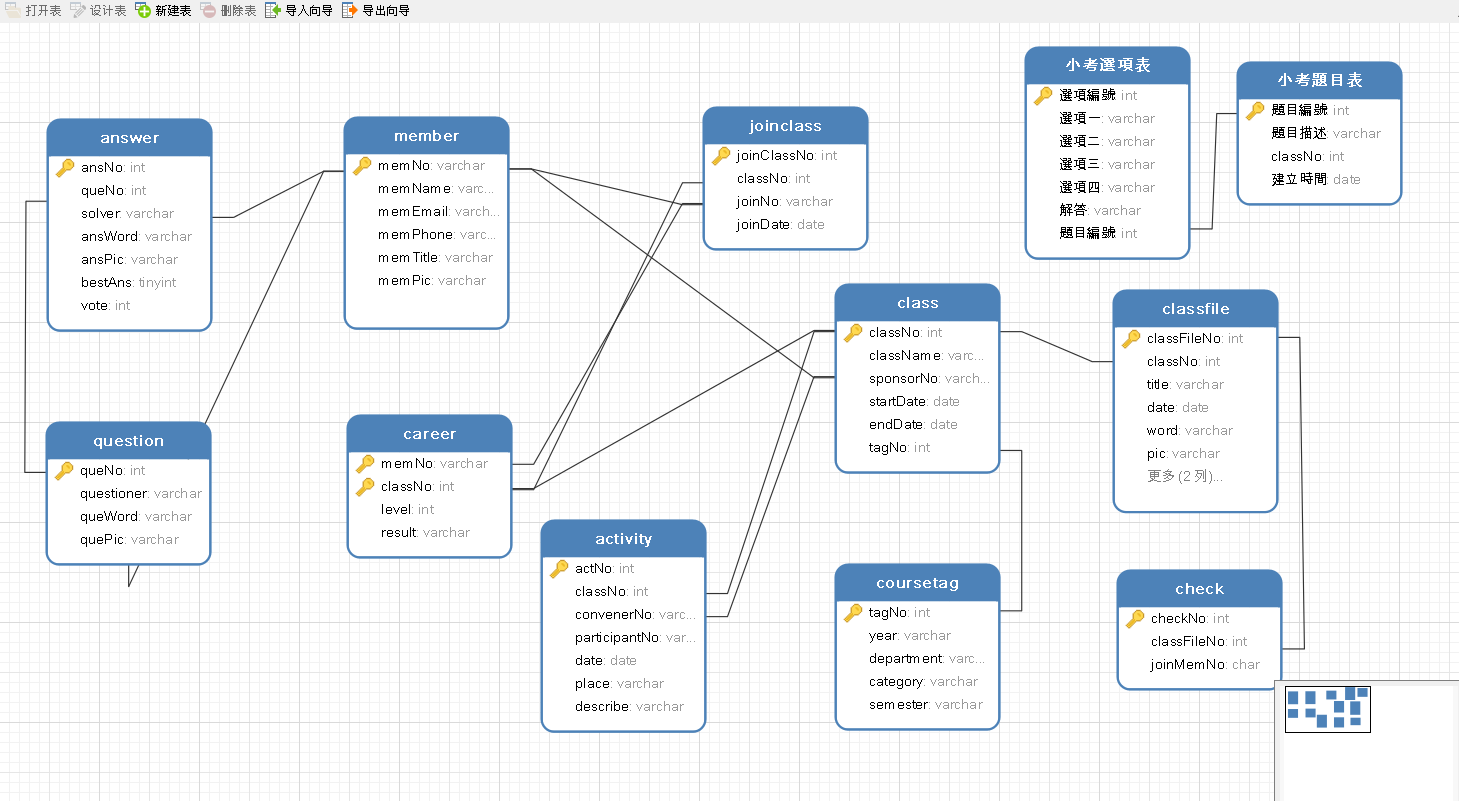 打开表 设计表 新建表 删除表 导入向导 导出向导
answer
ansNo: int
queNo: int
solver: varchar
ansWord: varchar
ansPic: varchar
bestAns: tinyint
vote: int
member
memNo: varchar
memName: varc...
memEmail: varch...
memPhone: varc...
memTitle: varchar
memPic: varchar
joinclass
joinClassNo: int
classNo: int
joinNo: varchar
joinDate: date
小考選項表
選項編號: int
選項一: varchar
選項二: varchar
選項三: varchar
選項四: varchar
解答: varchar
題目編號: int
小考題目表
題目編號: int
題目描述: varchar
classNo: int
建立時間: date
class
classNo: int
className: varc...
sponsorNo: varch...
startDate: date
endDate: date
tagNo: int
classfile
classFileNo: int
classNo: int
title: varchar
date: date
word: varchar
pic: varchar
更多(2 列)...
question
queNo: int
questioner: varchar
queWord: varchar
quePic: varchar
career
memNo: varchar
classNo: int
level: int
result: varchar
activity
actNo: int
classNo: int
convenerNo: varc...
participantNo: var...
date: date
place: varchar
describe: varchar
coursetag
tagNo: int
year: varchar
department: varc...
category: varchar
semester: varchar
check
checkNo: int
classFileNo: int
joinMemNo: char